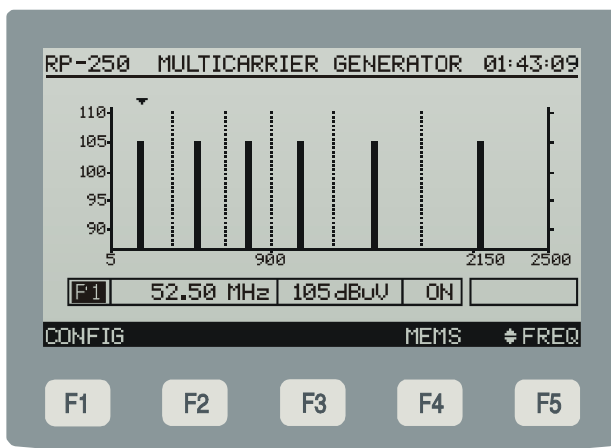 RP-250 MULTICARRIER GENERATOR 01:43:09
110
105
100
95
90
5 900 2150 2500
P1 52.50 MHz 105dBuV ON
CONFIG MEMS FREQ
F1 F2 F3 F4 F5